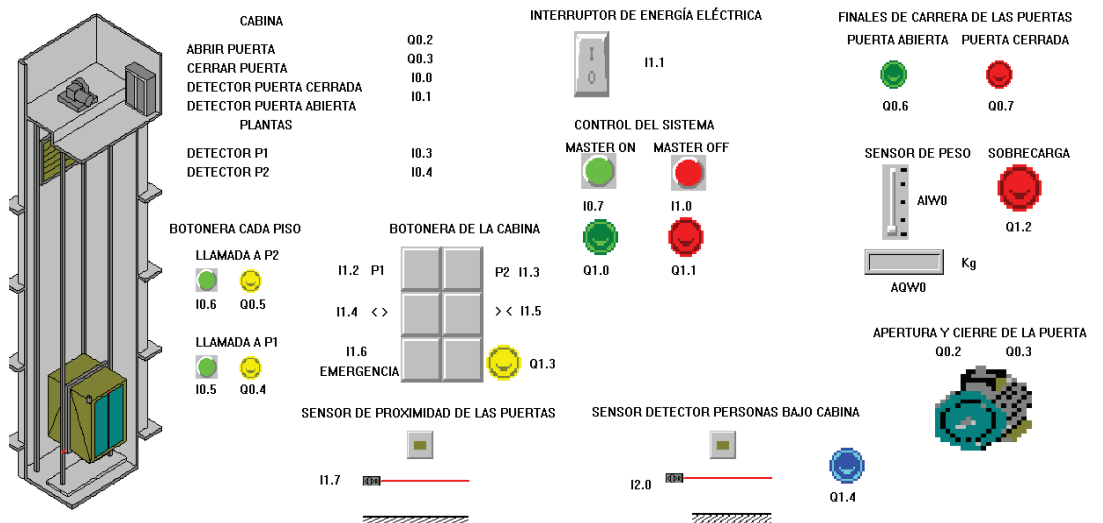 CABINA
ABRIR PUERTA Q0.2
CERRAR PUERTA Q0.3
DETECTOR PUERTA CERRADA I0.0
DETECTOR PUERTA ABIERTA I0.1
PLANTAS
DETECTOR P1 I0.3
DETECTOR P2 I0.4
INTERRUPTOR DE ENERGÍA ELÉCTRICA
I
0
I1.1
FINALES DE CARRERA DE LAS PUERTAS
PUERTA ABIERTA PUERTA CERRADA
Q0.6 Q0.7
CONTROL DEL SISTEMA
MASTER ON MASTER OFF
I0.7 I1.0
Q1.0 Q1.1
SENSOR DE PESO SOBRECARGA
AIW0
Q1.2
Kg
AQW0
BOTONERA CADA PISO
LLAMADA A P2
I0.6 Q0.5
LLAMADA A P1
I0.5 Q0.4
BOTONERA DE LA CABINA
I1.2 P1 P2 I1.3
I1.4 < > > < I1.5
I1.6
EMERGENCIA
Q1.3
APERTURA Y CIERRE DE LA PUERTA
Q0.2 Q0.3
SENSOR DE PROXIMIDAD DE LAS PUERTAS
I1.7
SENSOR DETECTOR PERSONAS BAJO CABINA
I2.0
Q1.4